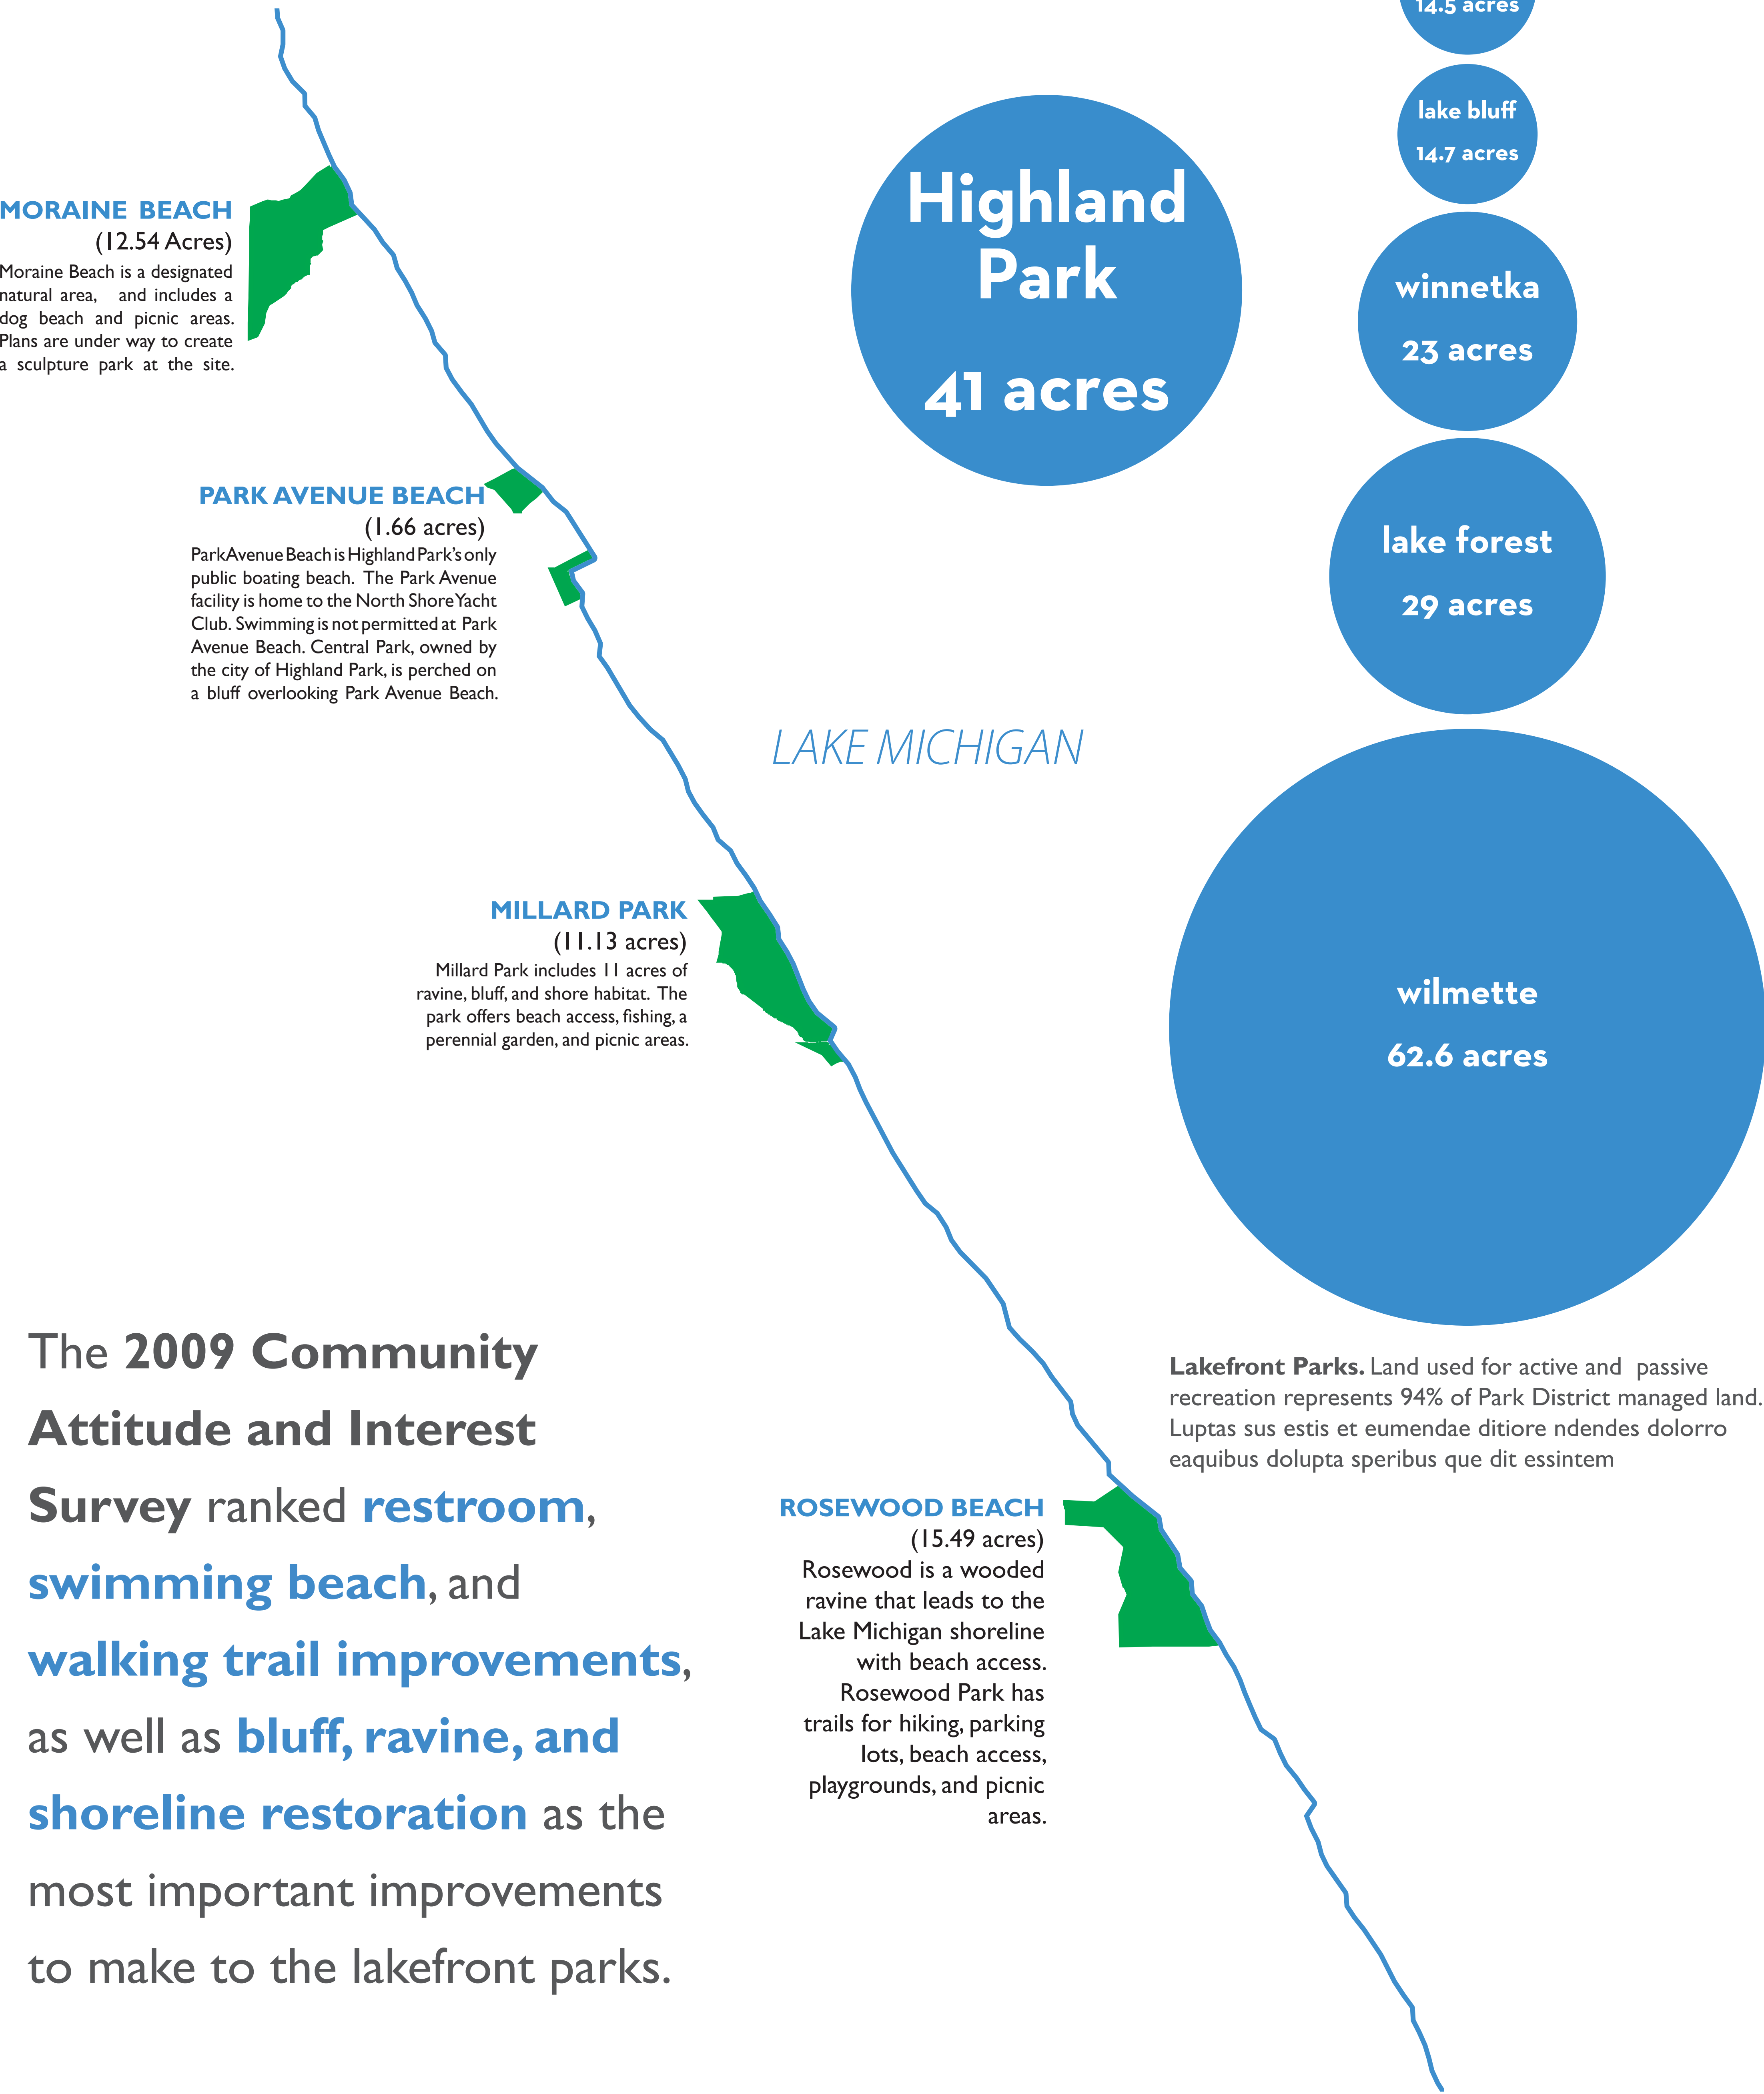 14.5 acres
lake bluff
14.7 acres
Highland
Park
41 acres
winnetka
23 acres
lake forest
29 acres
wilmette
62.6 acres
MORAINE BEACH
(12.54 Acres)
Moraine Beach is a designated
natural area, and includes a
dog beach and picnic areas.
Plans are under way to create
a sculpture park at the site.
PARK AVENUE BEACH
(1.66 acres)
Park Avenue Beach is Highland Park's only
public boating beach. The Park Avenue
facility is home to the North Shore Yacht
Club. Swimming is not permitted at Park
Avenue Beach. Central Park, owned by
the city of Highland Park, is perched on
a bluff overlooking Park Avenue Beach.
LAKE MICHIGAN
MILLARD PARK
(11.13 acres)
Millard Park includes 11 acres of
ravine, bluff, and shore habitat. The
park offers beach access, fishing, a
perennial garden, and picnic areas.
Lakefront Parks. Land used for active and passive
recreation represents 94% of Park District managed land.
Luptas sus estis et eumendae ditiore ndendes dolorro
eaquibus dolupta speribus que dit essintem
ROSEWOOD BEACH
(15.49 acres)
Rosewood is a wooded
ravine that leads to the
Lake Michigan shoreline
with beach access.
Rosewood Park has
trails for hiking, parking
lots, beach access,
playgrounds, and picnic
areas.
The 2009 Community
Attitude and Interest
Survey ranked restroom,
swimming beach, and
walking trail improvements,
as well as bluff, ravine, and
shoreline restoration as the
most important improvements
to make to the lakefront parks.